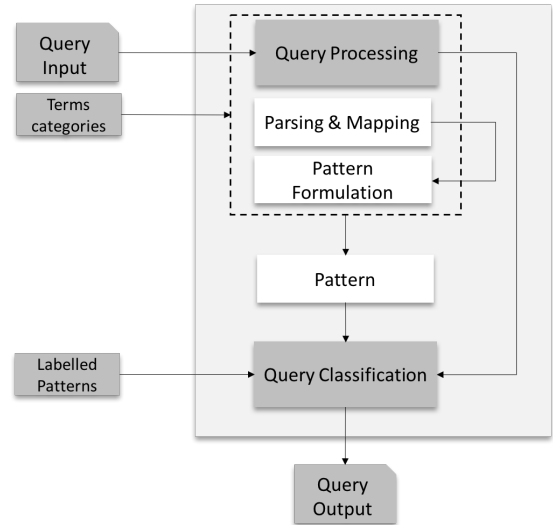 Query
Input
Query Processing
Terms
categories
Parsing & Mapping
Pattern
Formulation
Pattern
Labelled
Patterns
Query Classification
Query
Output